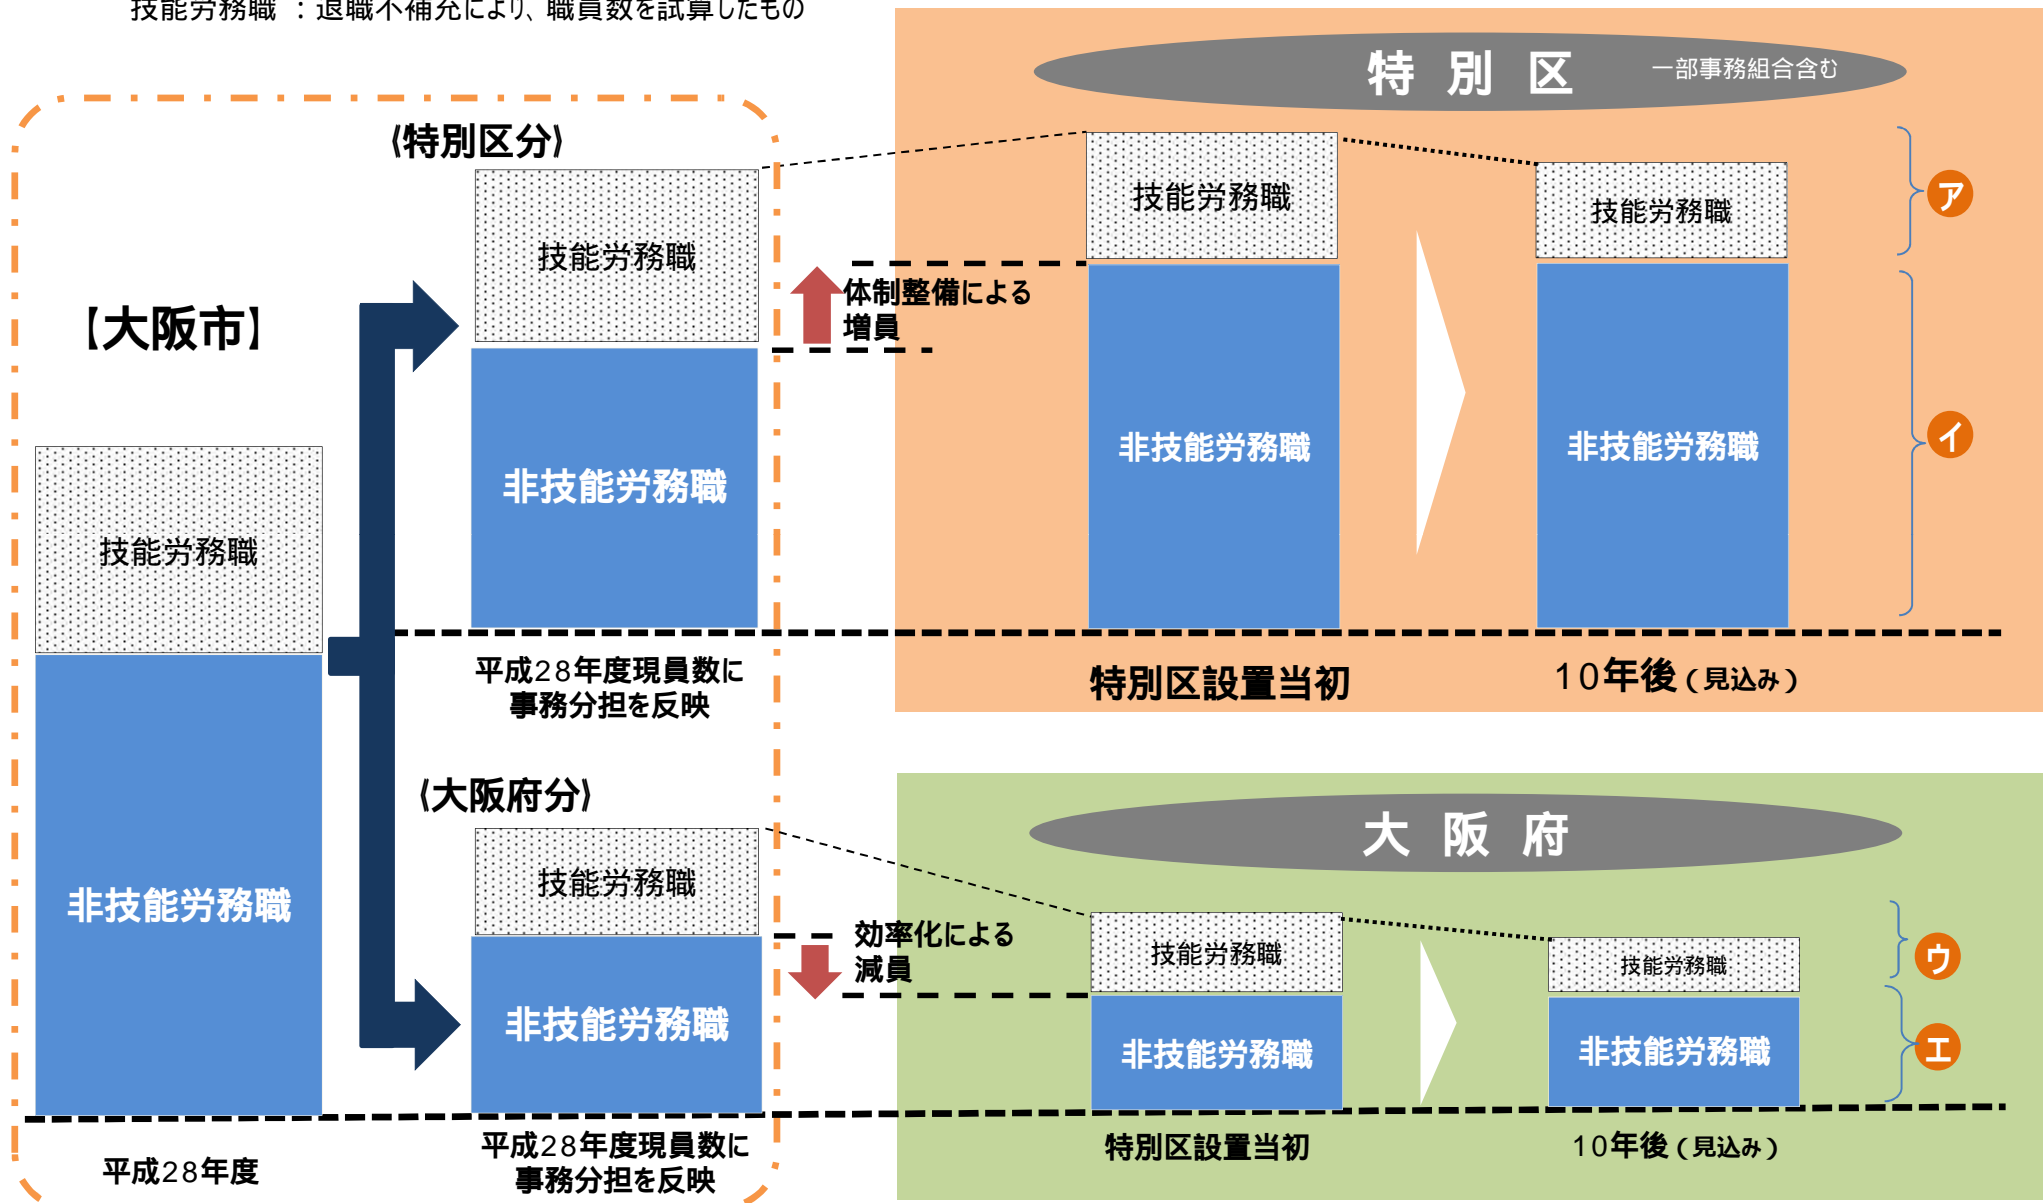 技能労務職 ：退職不補充により、職員数を試算したもの
特 別 区 一部事務組合含む
《特別区分》
技能労務職
技能労務職
技能労務職
ア
【大阪市】
体制整備による
増員
非技能労務職
非技能労務職
非技能労務職
イ
技能労務職
非技能労務職
平成28年度現員数に
事務分担を反映
特別区設置当初
10年後（見込み）
《大阪府分》
大 阪 府
技能労務職
効率化による
減員
技能労務職
技能労務職
ウ
非技能労務職
非技能労務職
非技能労務職
エ
平成28年度
平成28年度現員数に
事務分担を反映
特別区設置当初
10年後（見込み）